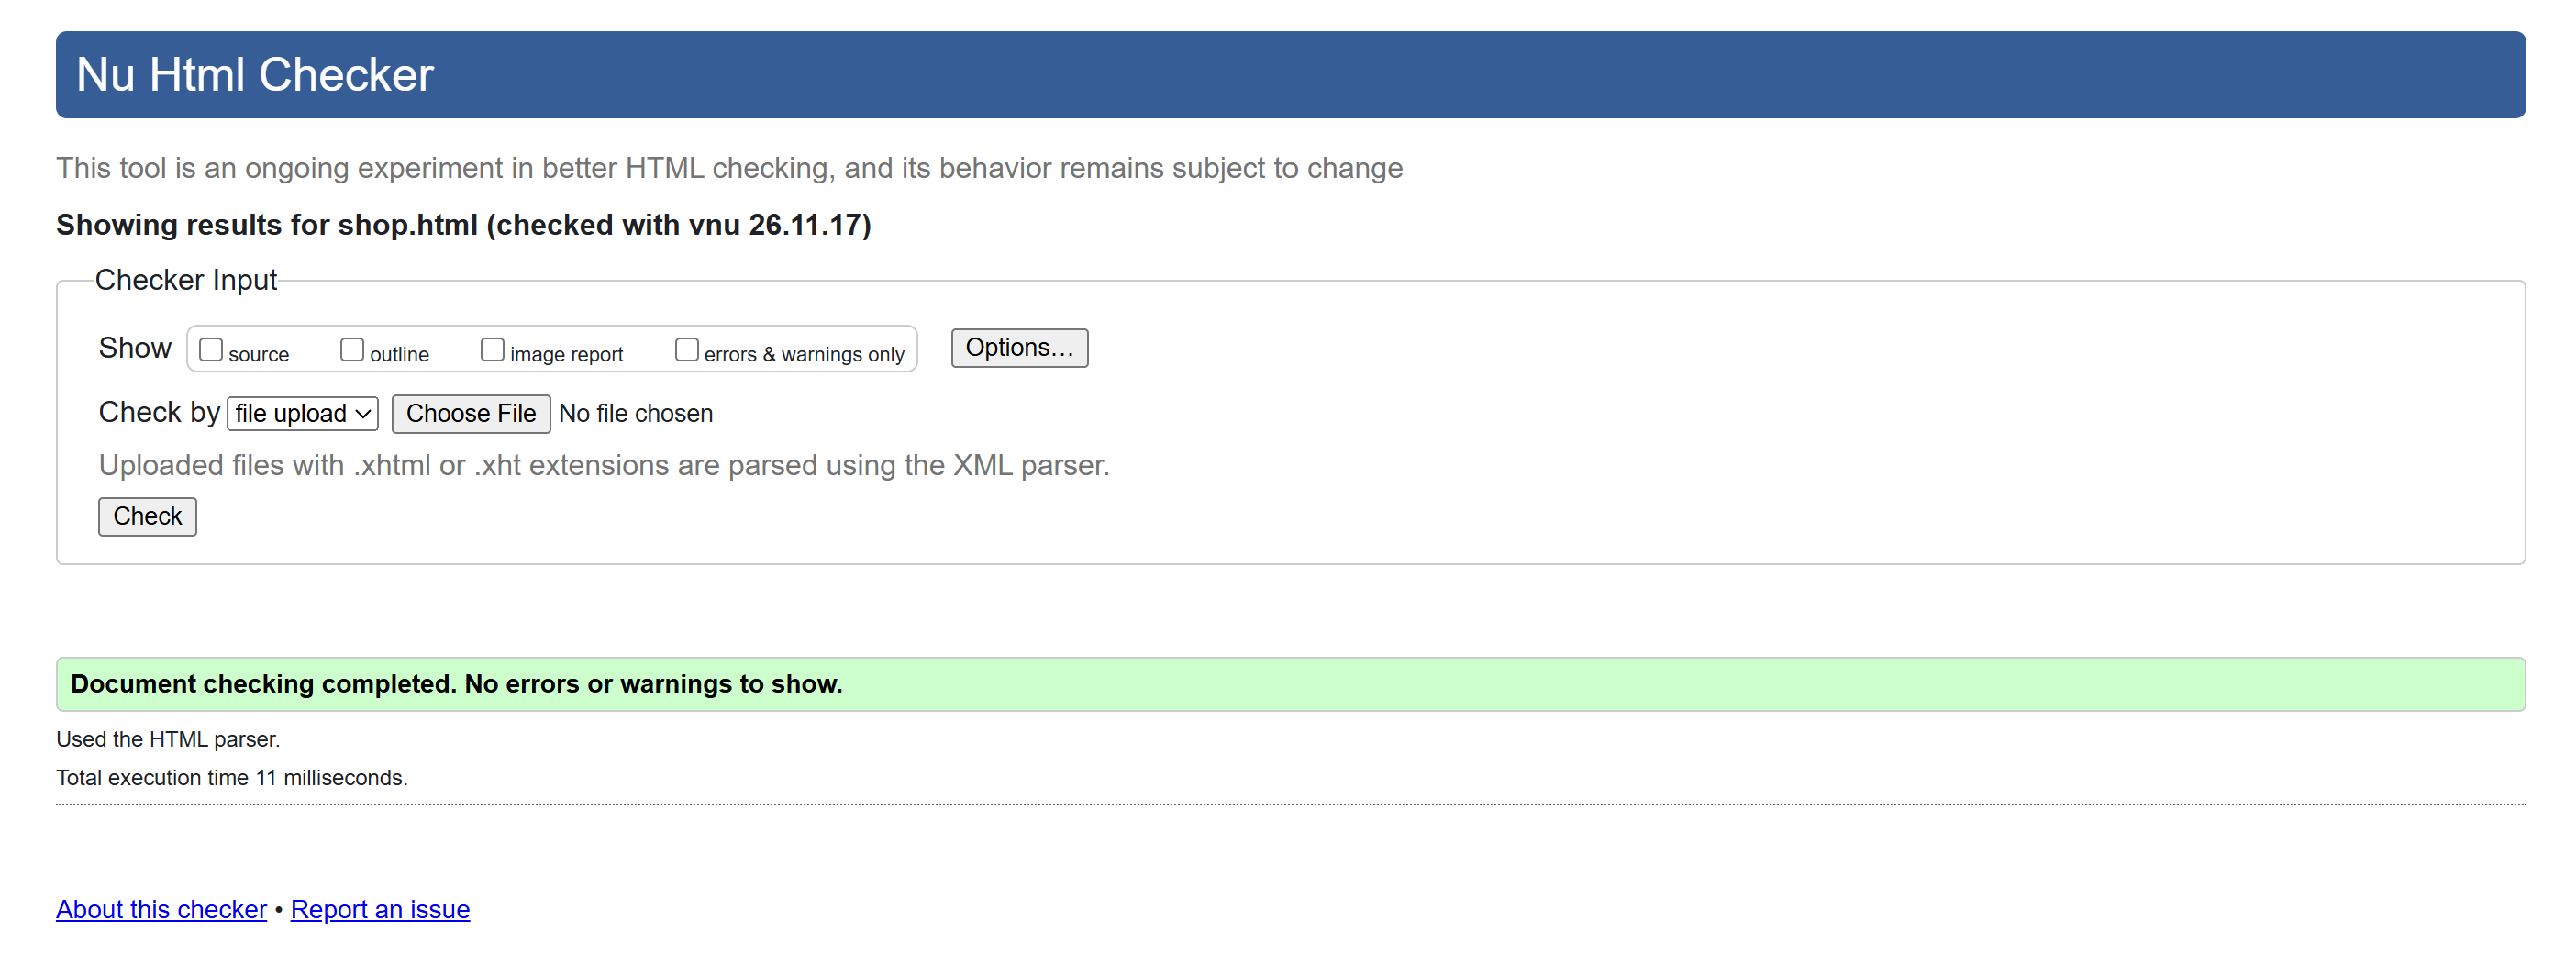 Nu Html Checker
This tool is an ongoing experiment in better HTML checking, and its behavior remains subject to change
Showing results for shop.html (checked with vnu 26.11.17)
Checker Input
Show source outline image report errors & warnings only Options…
Check by file upload Choose File No file chosen
Uploaded files with .xhtml or .xht extensions are parsed using the XML parser.
Check
Document checking completed. No errors or warnings to show.
Used the HTML parser.
Total execution time 11 milliseconds.
About this checker • Report an issue